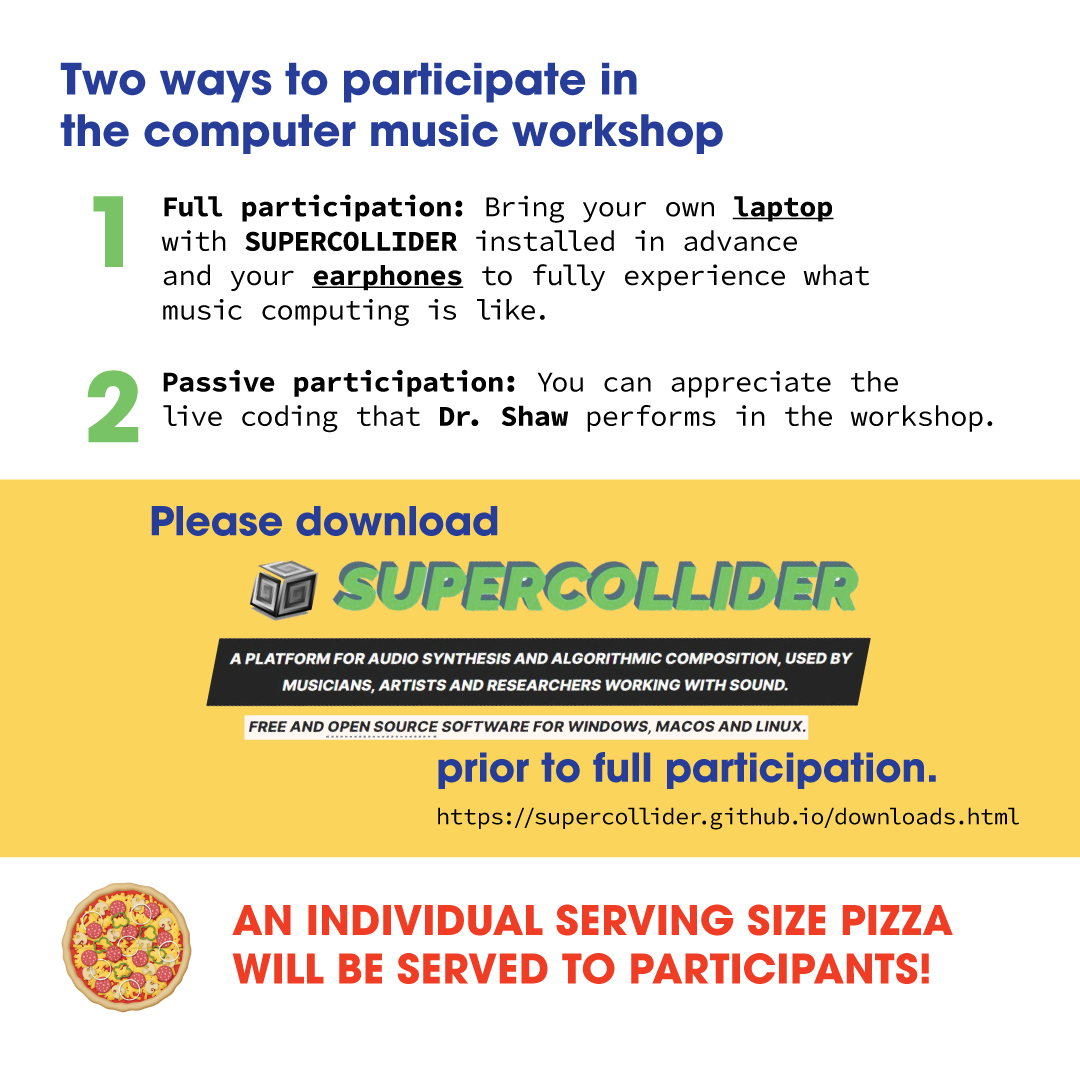 Two ways to participate in
the computer music workshop
1
Full participation: Bring your own laptop
with SUPERCOLLIDER installed in advance
and your earphones to fully experience what
music computing is like.
2
Passive participation: You can appreciate the
live coding that Dr. Shaw performs in the workshop.
Please download
SUPERCOLLIDER
A PLATFORM FOR AUDIO SYNTHESIS AND ALGORITHMIC COMPOSITION, USED BY
MUSICIANS, ARTISTS AND RESEARCHERS WORKING WITH SOUND.
FREE AND OPEN SOURCE SOFTWARE FOR WINDOWS, MACOS AND LINUX.
prior to full participation.
https://supercollider.github.io/downloads.html
AN INDIVIDUAL SERVING SIZE PIZZA
WILL BE SERVED TO PARTICIPANTS!